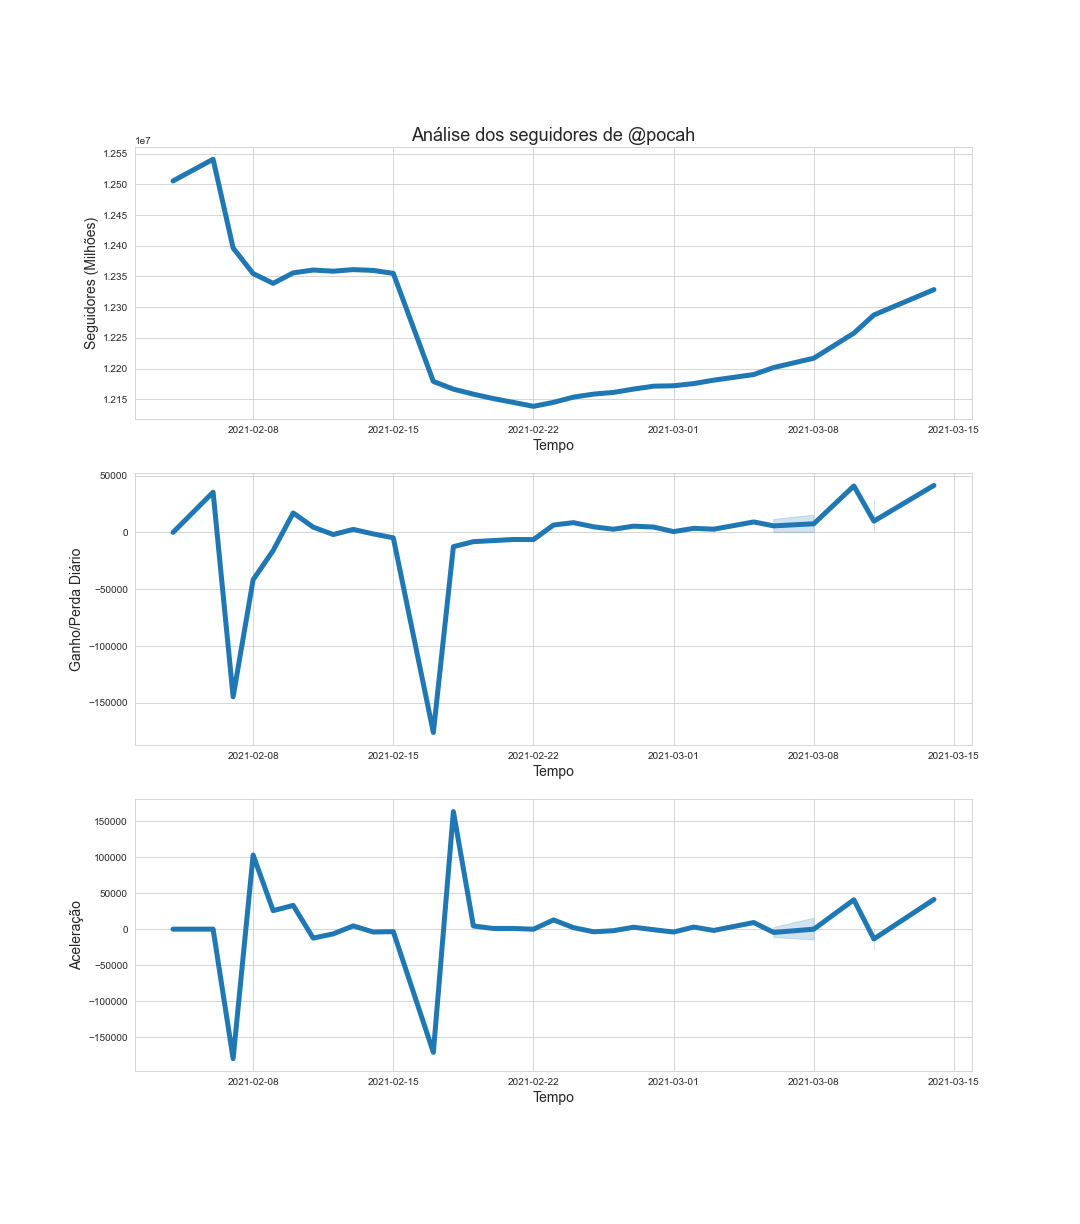 Análise dos seguidores de @pocah
1e7
1.255
1.250
1.245
1.240
1.235
1.230
1.225
1.220
1.215
Seguidores (Milhões)
2021-02-08 2021-02-15 2021-02-22 2021-03-01 2021-03-08 2021-03-15
Tempo
50000
0
−50000
−100000
−150000
Ganho/Perda Diário
2021-02-08 2021-02-15 2021-02-22 2021-03-01 2021-03-08 2021-03-15
Tempo
150000
100000
50000
0
−50000
−100000
−150000
Aceleração
2021-02-08 2021-02-15 2021-02-22 2021-03-01 2021-03-08 2021-03-15
Tempo